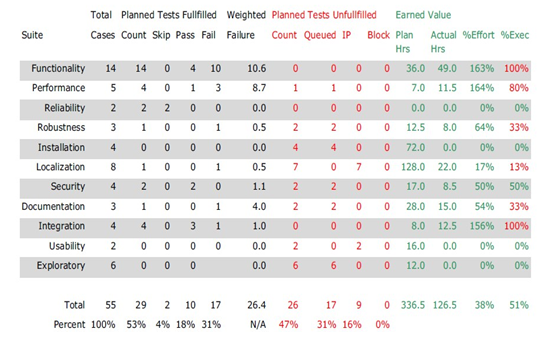 Total Planned Tests Fullfilled Weighted Planned Tests Unfullfilled Earned Value
Suite Cases Count Skip Pass Fail Failure Count Queued IP Block Plan Hrs Actual Hrs %Effort %Exec
Functionality 14 14 0 4 10 10.6 0 0 0 0 36.0 49.0 163% 100%
Performance 5 4 0 1 3 8.7 1 1 0 0 7.0 11.5 164% 80%
Reliability 2 2 2 0 0 0.0 0 0 0 0 0.0 0.0 0% 0%
Robustness 3 1 0 0 1 0.5 2 2 0 0 12.5 8.0 64% 33%
Installation 4 0 0 0 0 0.0 4 4 0 0 72.0 0.0 0% 0%
Localization 8 1 0 0 1 0.5 7 0 7 0 128.0 22.0 17% 13%
Security 4 2 0 2 0 1.1 2 2 0 0 17.0 8.5 50% 50%
Documentation 3 1 0 0 1 4.0 2 2 0 0 28.0 15.0 54% 33%
Integration 4 4 0 3 1 1.0 0 0 0 0 8.0 12.5 156% 100%
Usability 2 0 0 0 0 0.0 2 0 2 0 16.0 0.0 0% 0%
Exploratory 6 0 0 0.0 6 6 0 0 12.0 0.0 0% 0%
Total 55 29 2 10 17 26.4 26 17 9 0 336.5 126.5 38% 51%
Percent 100% 53% 4% 18% 31% N/A 47% 31% 16% 0%